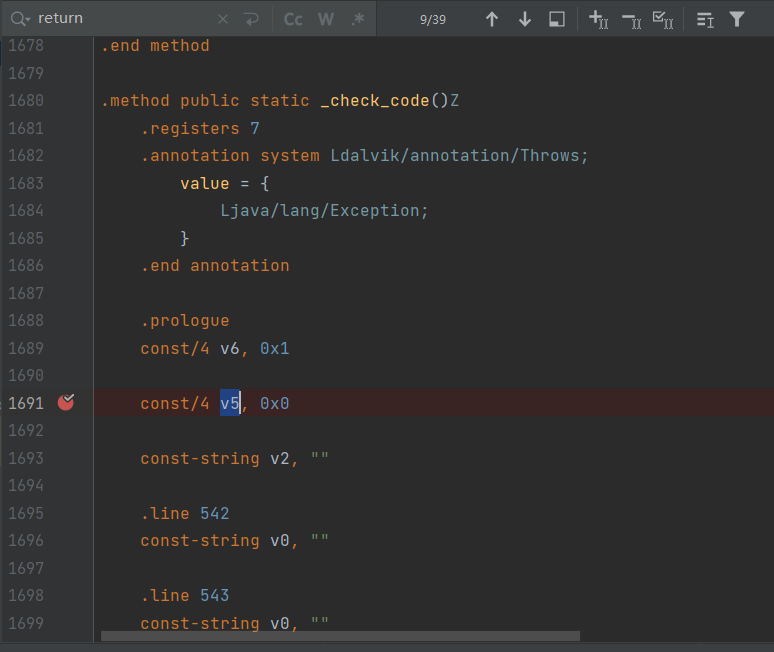 return Cc W .* 9/39
1678 .end method
1679
1680 .method public static _check_code()Z
1681 .registers 7
1682 .annotation system Ldalvik/annotation/Throws;
1683 value = {
1684 Ljava/lang/Exception;
1685 }
1686 .end annotation
1687
1688 .prologue
1689 const/4 v6, 0x1
1690
1691 const/4 v5, 0x0
1692
1693 const-string v2, ""
1694
1695 .line 542
1696 const-string v0, ""
1697
1698 .line 543
1699 const-string v0, ""